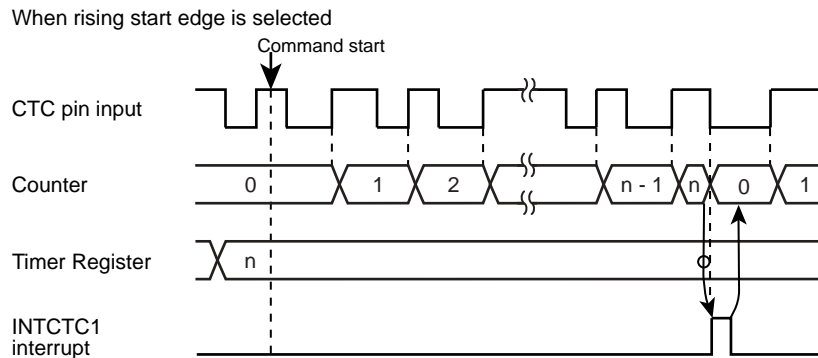 When rising start edge is selected
Command start
CTC pin input
Counter
0 1 2 n - 1 n 0 1
Timer Register
n
INTCTC1
interrupt